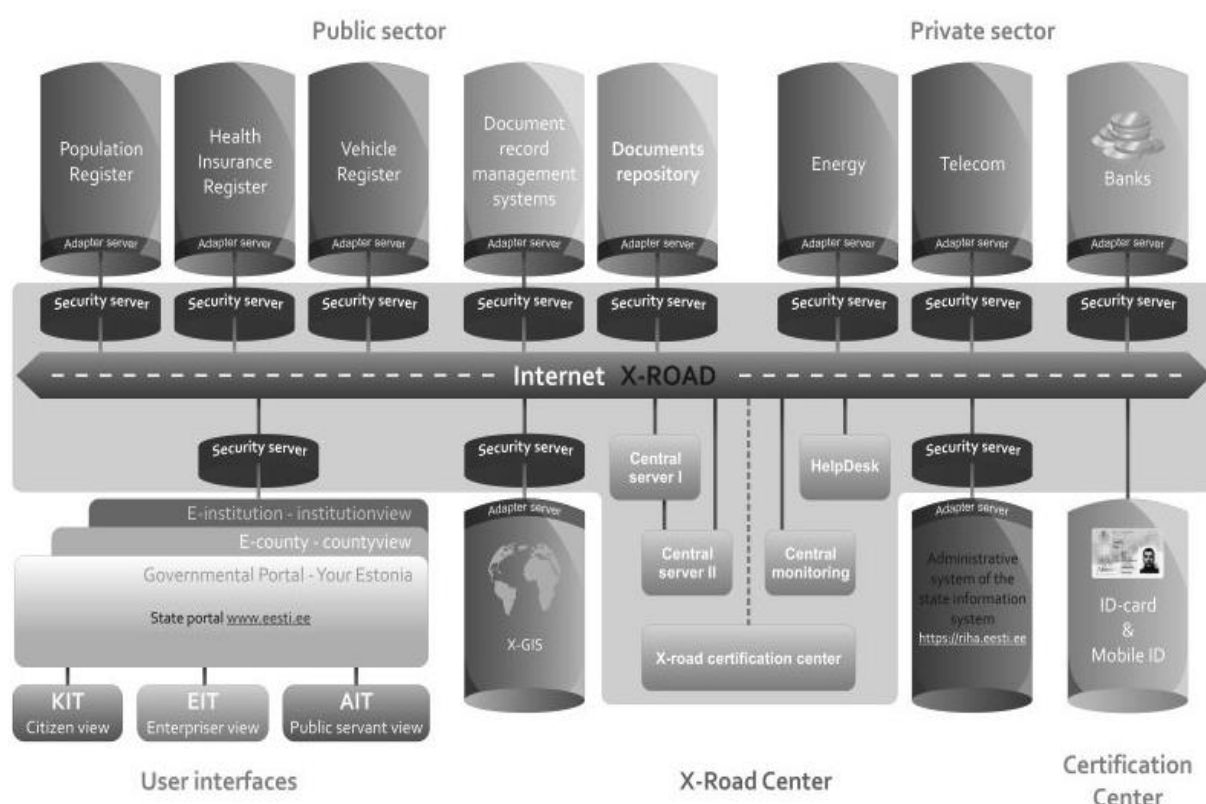 Public sector
Private sector
Population
Register
Health
Insurance
Register
Vehicle
Register
Document
record
management
systems
Documents
repository
Energy
Telecom
Banks
Adapter server
Adapter server
Adapter server
Adapter server
Adapter server
Adapter server
Adapter server
Adapter server
Security server
Security server
Security server
Security server
Security server
Security server
Security server
Security server
Internet X-ROAD
Security server
Security server
Central
server I
HelpDesk
Security server
E-institution - institutionview
E-county - countyview
Governmental Portal - Your Estonia
State portal www.eesti.ee
Adapter server
X-GIS
Central
server II
Central
monitoring
X-road certification center
Adapter server
Administrative
system of the
state information
system
https://riha.eesti.ee
ID-card
&
Mobile ID
KIT
Citizen view
EIT
Enterpriser view
AIT
Public servant view
User interfaces
X-Road Center
Certification
Center